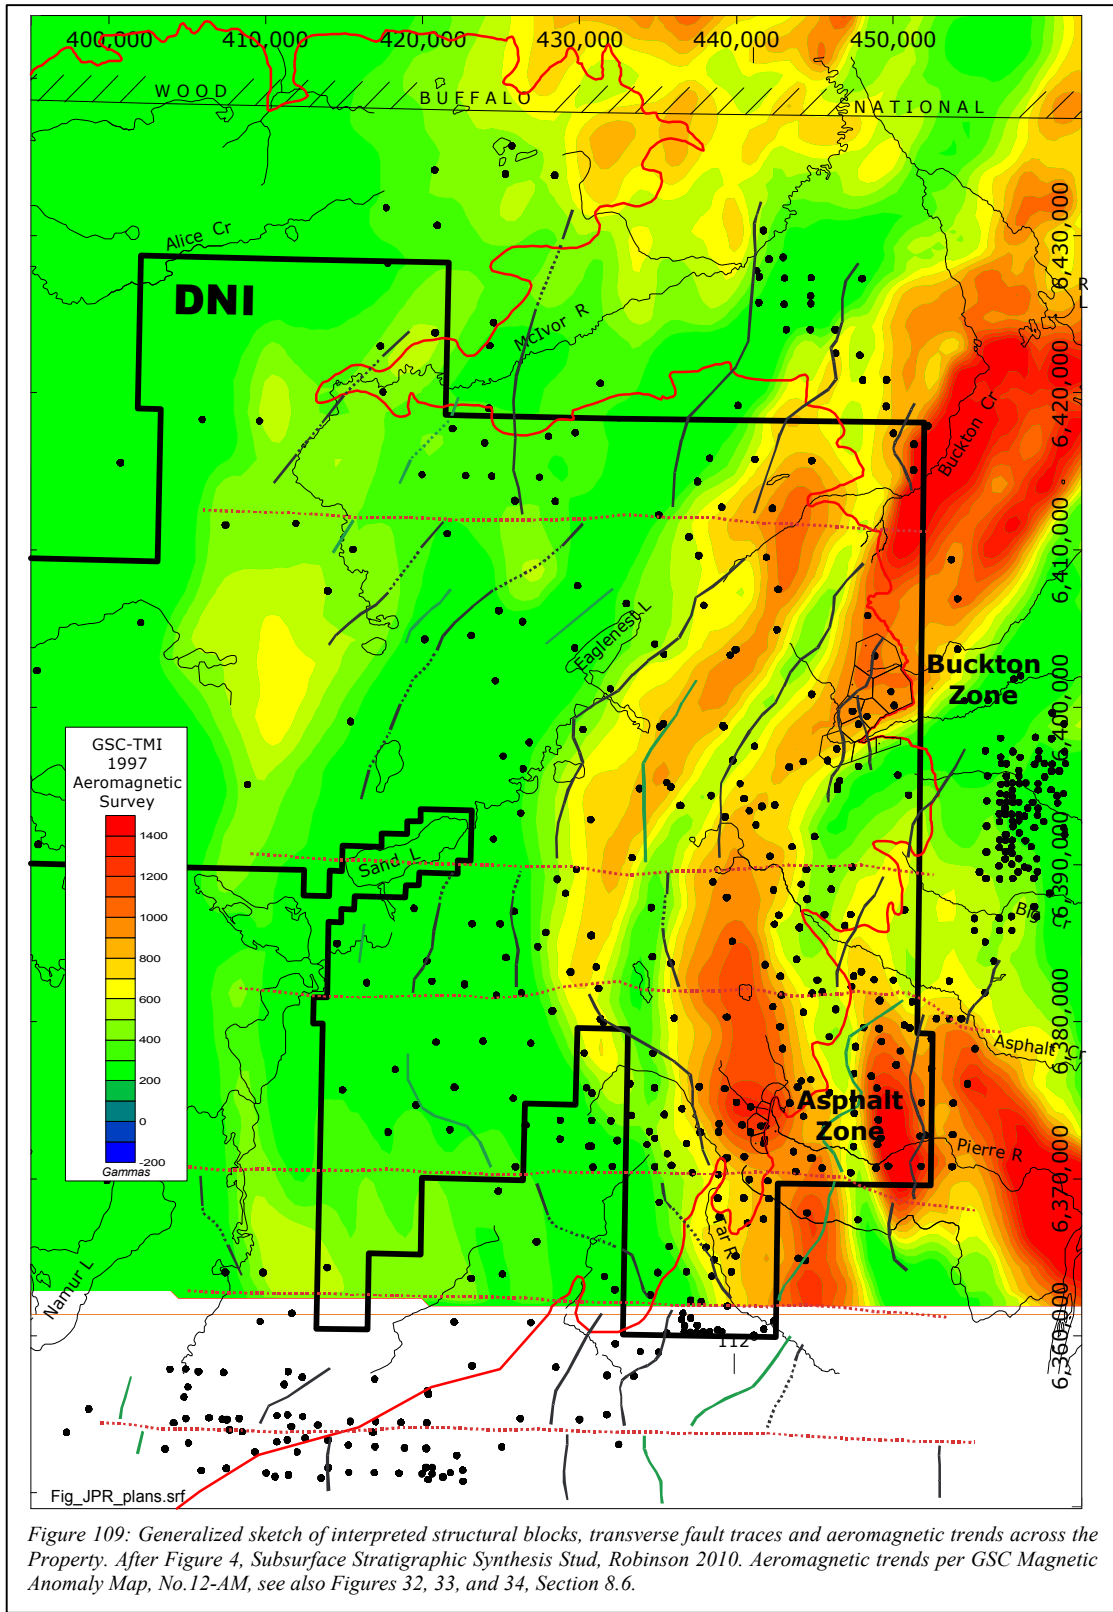 400,000 410,000 420,000 430,000 440,000 450,000
WOOD BUFFALO NATIONAL
6,430,000
Alice Cr
DNI
R
L
McIvor R
6,420,000
Buckton Cr
6,410,000
Eaglenest L
Buckton
Zone
6,400,000
GSC-TMI
1997
Aeromagnetic
Survey
1400
1200
1000
800
600
400
200
0
-200
Gammas
6,390,000
Sand L
Big
6,380,000
Asphalt Cr
Asphalt
Zone
Pierre R
6,370,000
Tar R
Namur L
6,360,000
112
Fig_JPR_plans.srf
Figure 109: Generalized sketch of interpreted structural blocks, transverse fault traces and aeromagnetic trends across the
Property. After Figure 4, Subsurface Stratigraphic Synthesis Stud, Robinson 2010. Aeromagnetic trends per GSC Magnetic
Anomaly Map, No.12-AM, see also Figures 32, 33, and 34, Section 8.6.